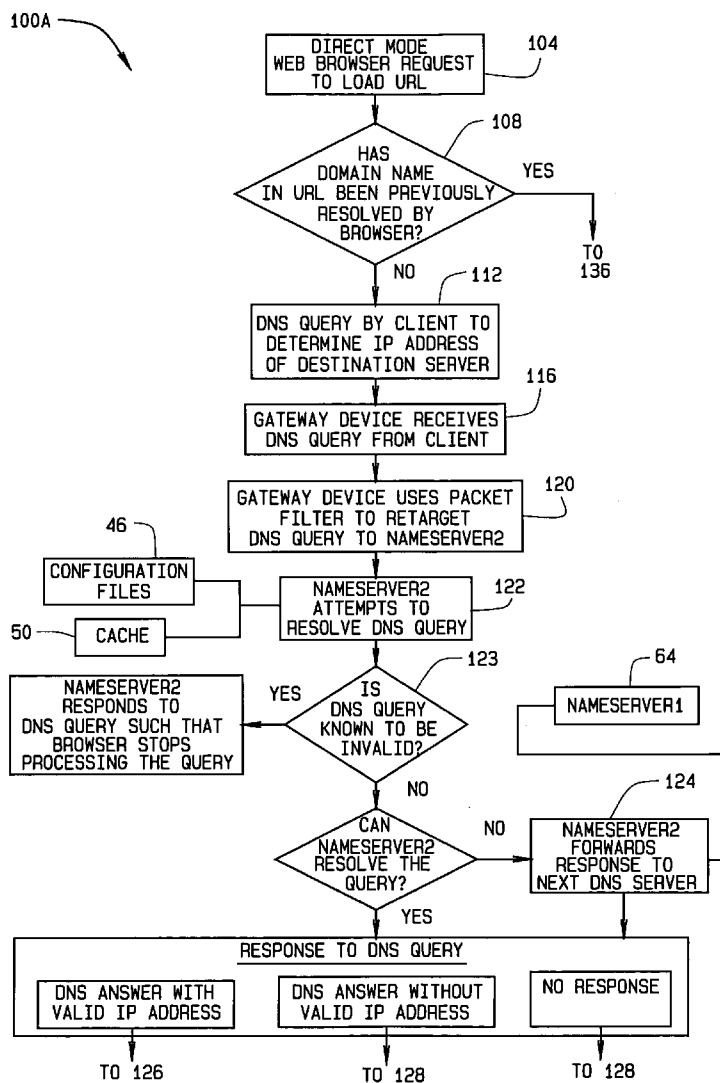 100A
DIRECT MODE
WEB BROWSER REQUEST
TO LOAD URL
104
108
HAS
DOMAIN NAME
IN URL BEEN PREVIOUSLY
RESOLVED BY
BROWSER?
YES
TO
136
NO
112
DNS QUERY BY CLIENT TO
DETERMINE IP ADDRESS
OF DESTINATION SERVER
116
GATEWAY DEVICE RECEIVES
DNS QUERY FROM CLIENT
120
GATEWAY DEVICE USES PACKET
FILTER TO RETARGET
DNS QUERY TO NAMESERVER2
46
CONFIGURATION
FILES
50
CACHE
NAMESERVER2
ATTEMPTS TO
RESOLVE DNS QUERY
122
123
IS
DNS QUERY
KNOWN TO BE
INVALID?
YES
NAMESERVER2
RESPONDS TO
DNS QUERY SUCH THAT
BROWSER STOPS
PROCESSING THE QUERY
64
NAMESERVER1
NO
124
CAN
NAMESERVER2
RESOLVE THE
QUERY?
NO
NAMESERVER2
FORWARDS
RESPONSE TO
NEXT DNS SERVER
YES
RESPONSE TO DNS QUERY
DNS ANSWER WITH
VALID IP ADDRESS
DNS ANSWER WITHOUT
VALID IP ADDRESS
NO RESPONSE
TO 126
TO 128
TO 128